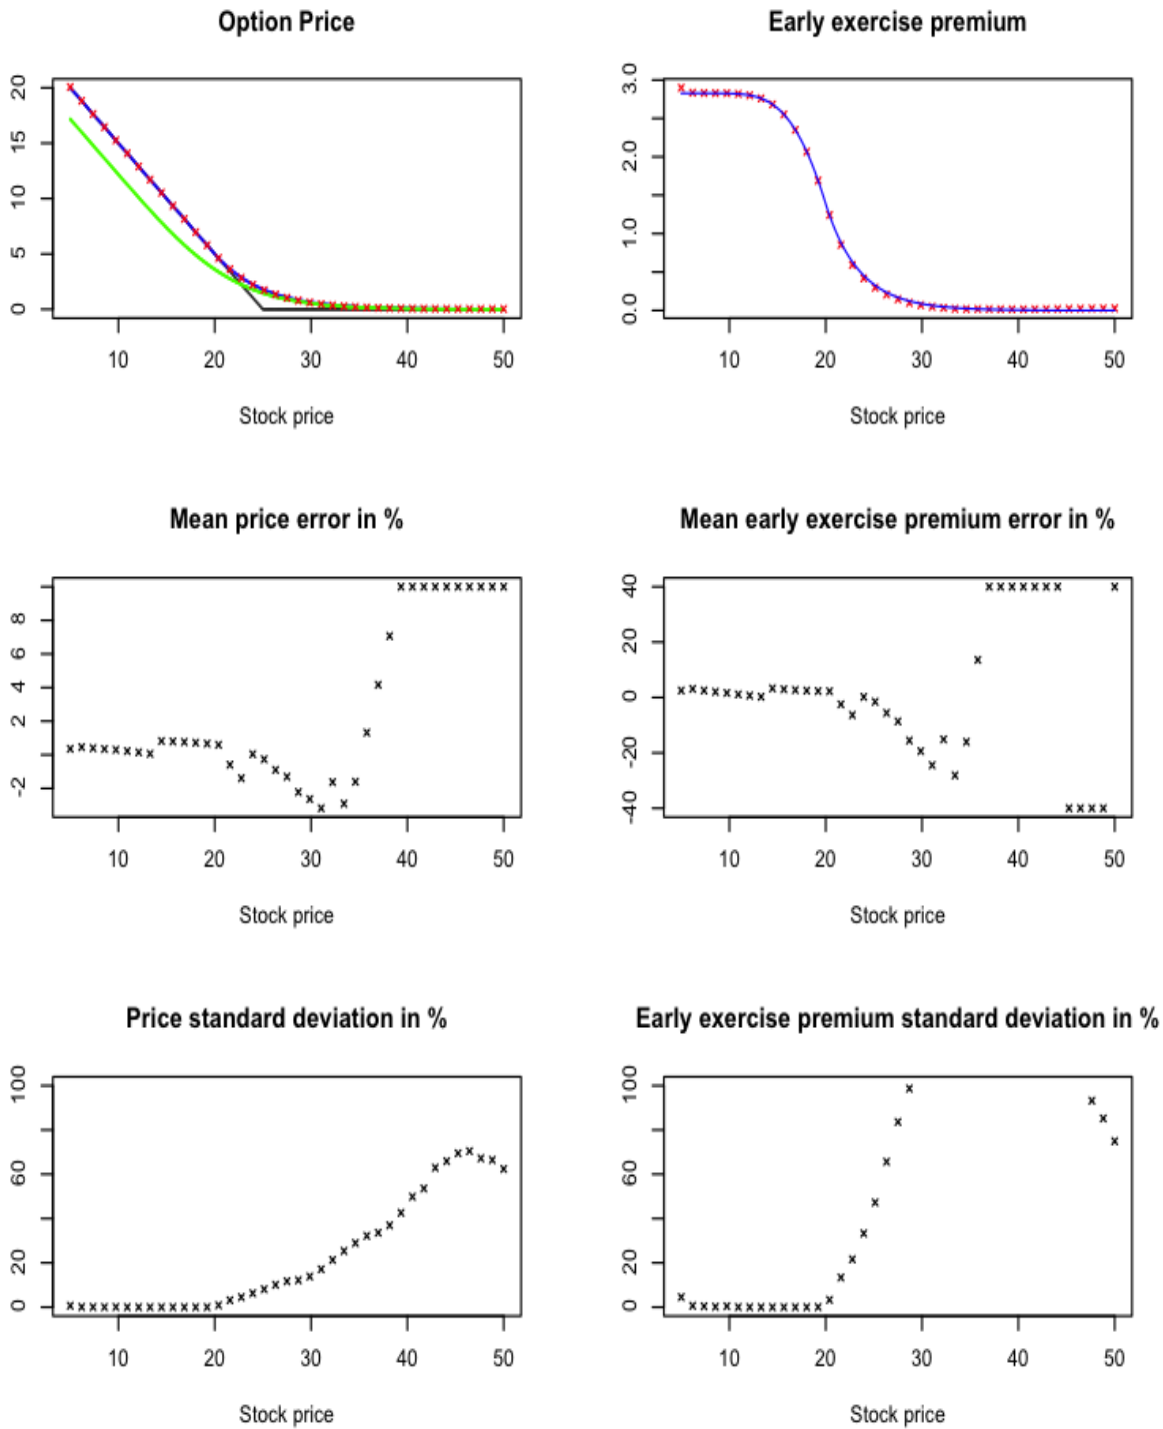 Option Price
20
15
10
5
0
10 20 30 40 50
Stock price
Early exercise premium
3.0
2.0
1.0
0.0
10 20 30 40 50
Stock price
Mean price error in %
8
6
4
2
-2
10 20 30 40 50
Stock price
Mean early exercise premium error in %
40
20
0
-20
-40
10 20 30 40 50
Stock price
Price standard deviation in %
100
60
20
0
10 20 30 40 50
Stock price
Early exercise premium standard deviation in %
100
60
20
0
10 20 30 40 50
Stock price